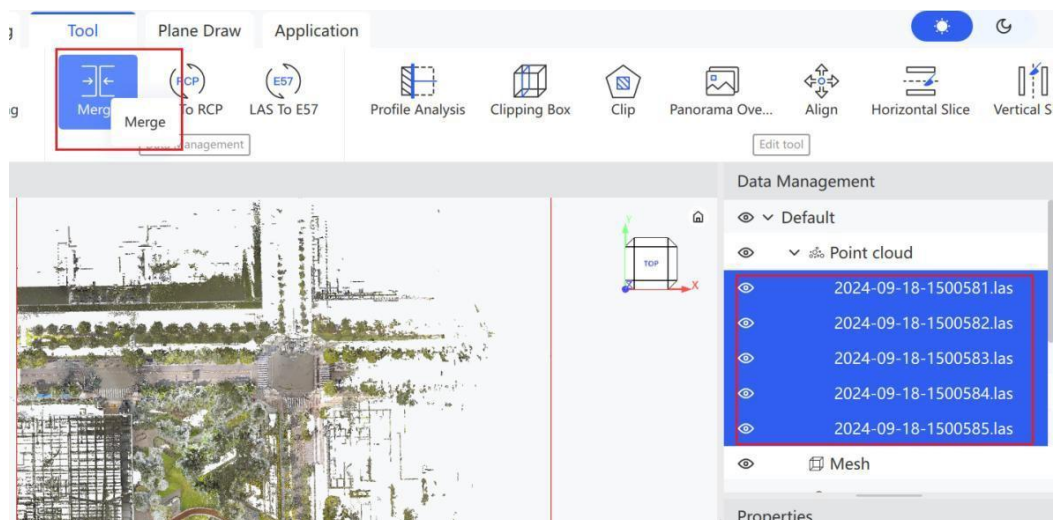 Tool Plane Draw Application
Merg To RCP LAS To E57 Profile Analysis Clipping Box Clip Panorama Ove... Align Horizontal Slice Vertical S
RCP
E57
Merge
anagement
Edit tool
Data Management
Default
Point cloud
2024-09-18-1500581.las
2024-09-18-1500582.las
2024-09-18-1500583.las
2024-09-18-1500584.las
2024-09-18-1500585.las
Mesh
Properties
Y
TOP
X